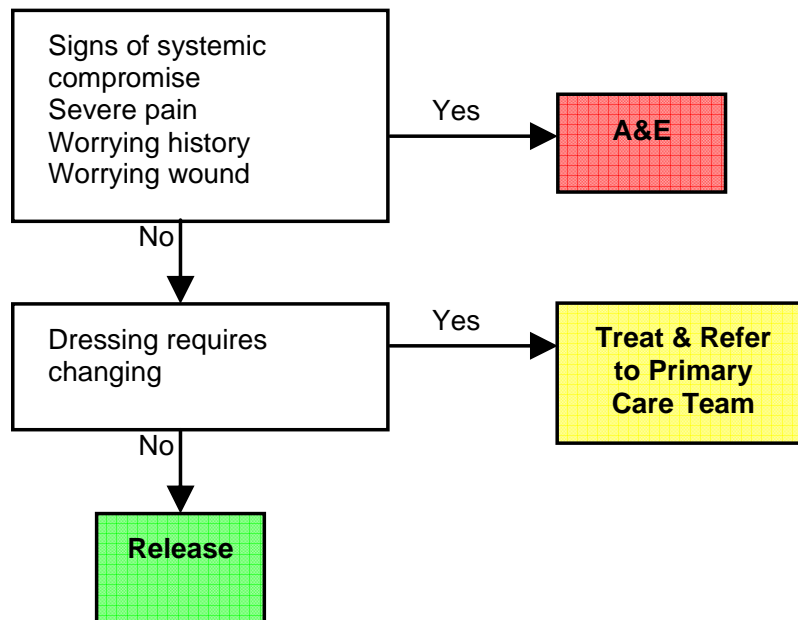 Signs of systemic
compromise
Severe pain
Worrying history
Worrying wound
Yes
A&E
No
Dressing requires
changing
Yes
Treat & Refer
to Primary
Care Team
No
Release